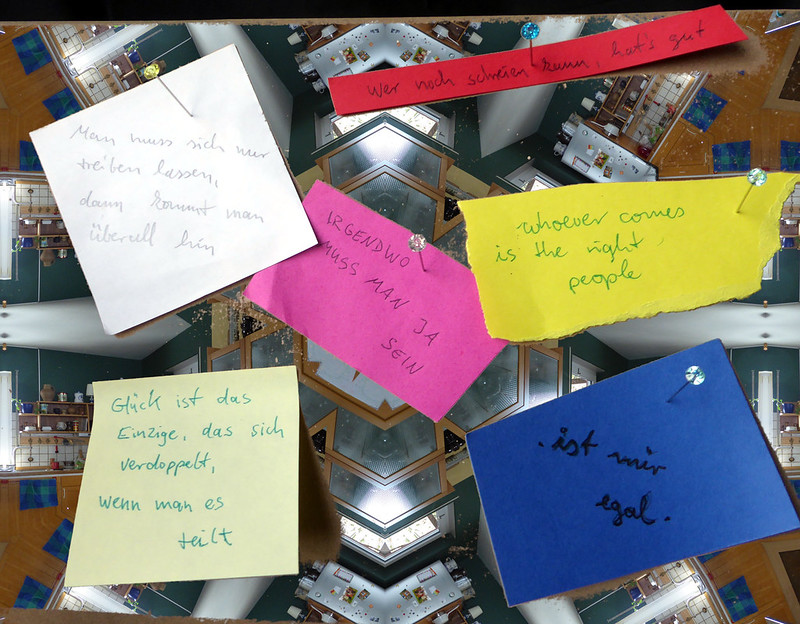 wer noch schreien kann, hat's gut
Man muss sich nur
treiben lassen,
dann kommt man
überall hin
IRGENDWO
MUSS MAN JA
SEIN
whoever comes
is the right
people
Glück ist das
Einzige, das sich
verdoppelt,
wenn man es
teilt
.ist mir
egal.